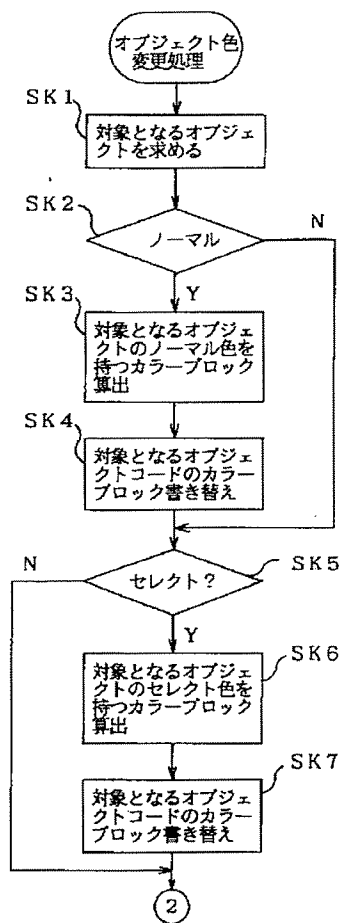 オブジェクト色
変更処理
SK1
対象となるオブジェ
クトを求める
SK2
ノーマル
N
Y
SK3
対象となるオブジェ
クトのノーマル色を
持つカラーブロック
算出
SK4
対象となるオブジェ
クトコードのカラー
ブロック書き替え
N
セレクト?
SK5
Y
対象となるオブジェ
クトのセレクト色を
持つカラーブロック
算出
SK6
対象となるオブジェ
クトコードのカラー
ブロック書き替え
SK7
2